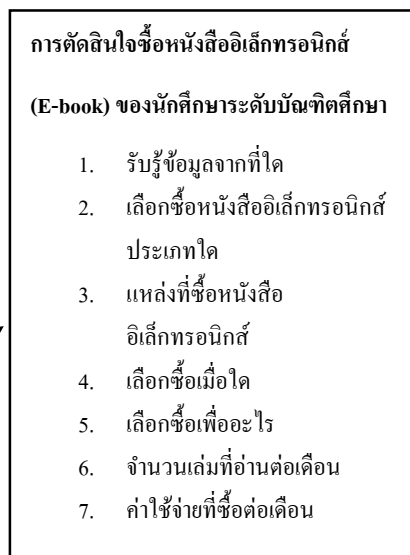 การตัดสินใจซื้อหนังสืออิเล็กทรอนิกส์
(E-book) ของนักศึกษาระดับบัณฑิตศึกษา
1. รับรู้ข้อมูลจากที่ใด
2. เลือกซื้อหนังสืออิเล็กทรอนิกส์
ประเภทใด
3. แหล่งที่ซื้อหนังสือ
อิเล็กทรอนิกส์
4. เลือกซื้อเมื่อใด
5. เลือกซื้อเพื่ออะไร
6. จำนวนเล่มที่อ่านต่อเดือน
7. ค่าใช้จ่ายที่ซื้อต่อเดือน